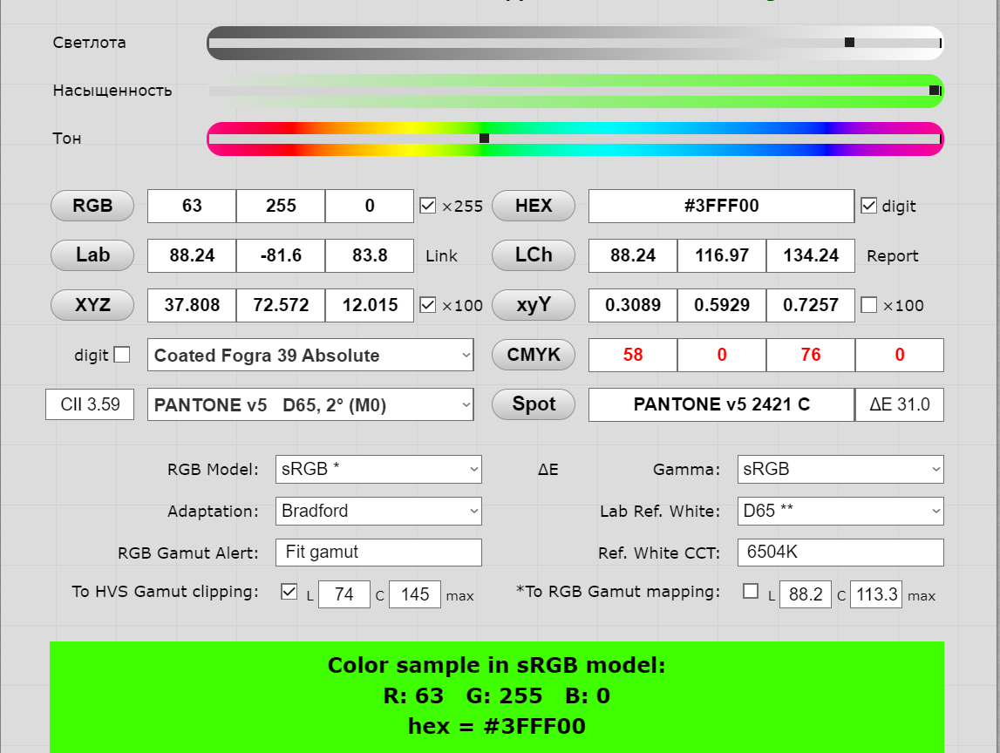 Светлота
Насыщенность
Тон
RGB 63 255 0 ×255 HEX #3FFF00 digit
Lab 88.24 -81.6 83.8 Link LCh 88.24 116.97 134.24 Report
XYZ 37.808 72.572 12.015 ×100 xyY 0.3089 0.5929 0.7257 ×100
digit Coated Fogra 39 Absolute CMYK 58 0 76 0
CII 3.59 PANTONE v5 D65, 2° (M0) Spot PANTONE v5 2421 C ΔE 31.0
RGB Model: sRGB * ΔE Gamma: sRGB
Adaptation: Bradford Lab Ref. White: D65 **
RGB Gamut Alert: Fit gamut Ref. White CCT: 6504K
To HVS Gamut clipping: L 74 C 145 max *To RGB Gamut mapping: L 88.2 C 113.3 max
Color sample in sRGB model:
R: 63 G: 255 B: 0
hex = #3FFF00